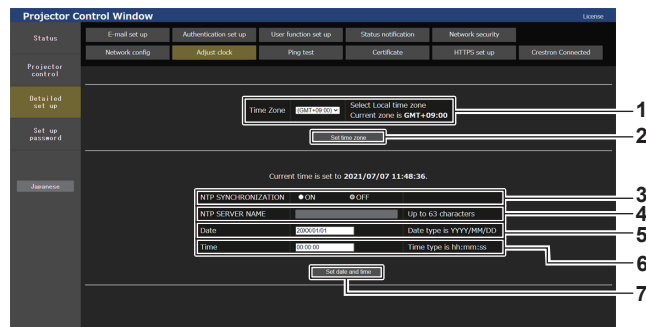 Projector Control Window
License
Status
E-mail set up
Authentication set up
User function set up
Status notification
Network security
Network config
Adjust clock
Ping test
Certificate
HTTPS set up
Crestron Connected
Projector
control
Detailed
set up
Set up
password
Japanese
Time Zone
(GMT+09:00)
Select Local time zone
Current zone is GMT+09:00
1
Set time zone
2
Current time is set to 2021/07/07 11:48:36.
NTP SYNCHRONIZATION ON OFF
3
NTP SERVER NAME Up to 63 characters
4
Date 20XX/01/01 Date type is YYYY/MM/DD
5
Time 00:00:00 Time type is hh:mm:ss
6
Set date and time
7